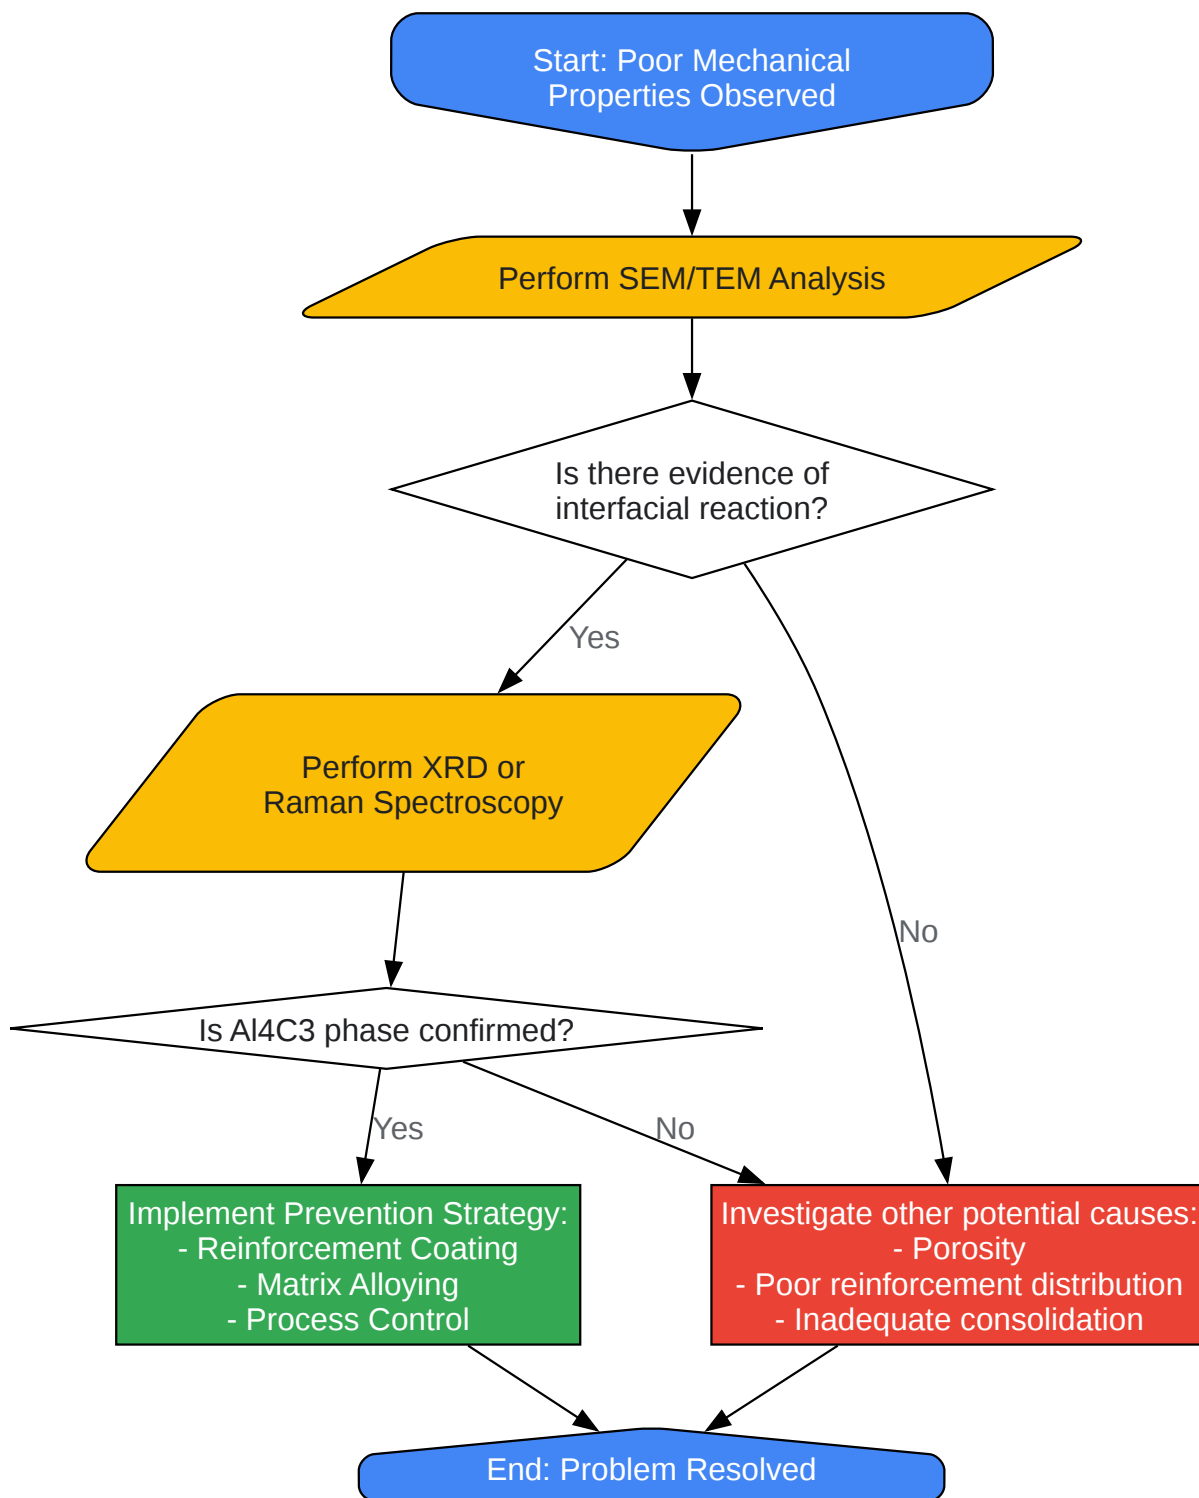 Start: Poor Mechanical
Properties Observed
Perform SEM/TEM Analysis
Is there evidence of
interfacial reaction?
Yes
Perform XRD or
Raman Spectroscopy
No
Is Al4C3 phase confirmed?
Yes
No
Implement Prevention Strategy:
- Reinforcement Coating
- Matrix Alloying
- Process Control
Investigate other potential causes:
- Porosity
- Poor reinforcement distribution
- Inadequate consolidation
End: Problem Resolved